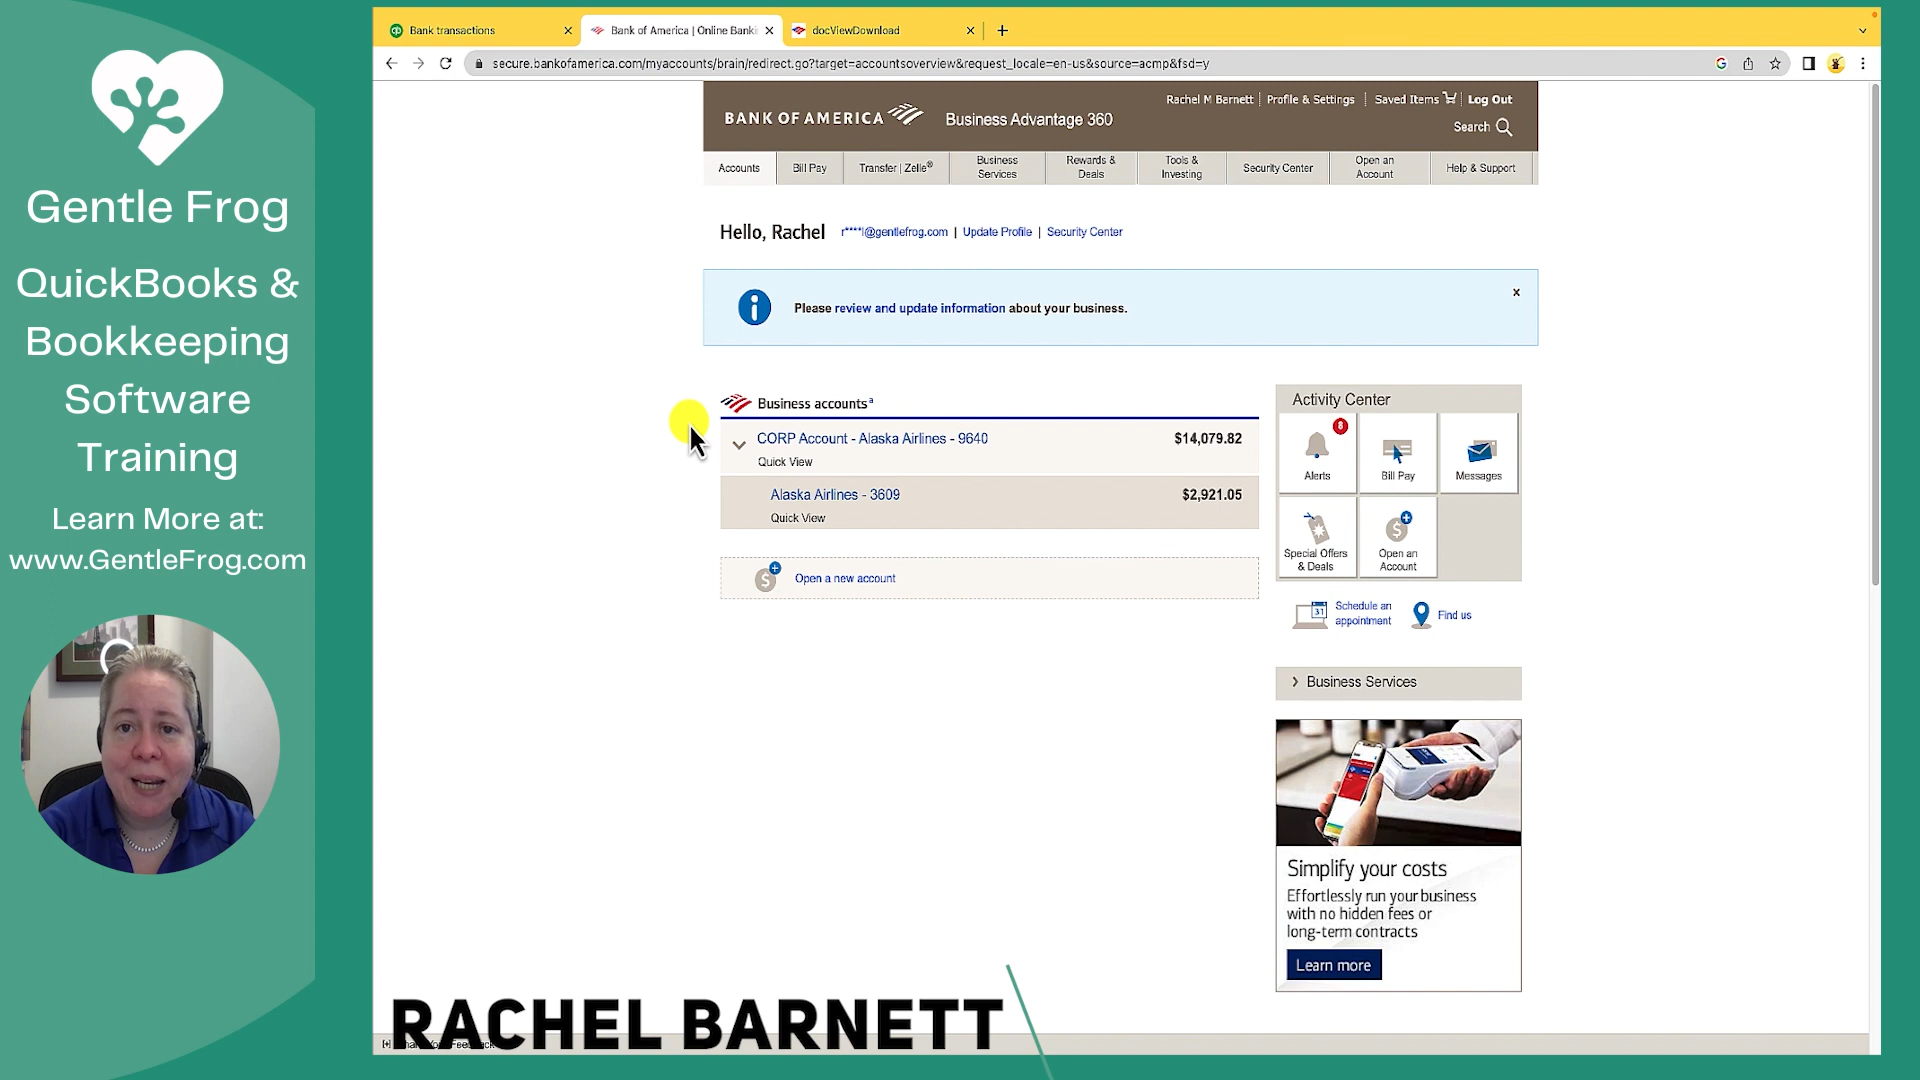 Gentle Frog
QuickBooks &
Bookkeeping
Software
Training
Learn More at:
www.GentleFrog.com
Bank transactions
Bank of America | Online Banki
docViewDownload
secure.bankofamerica.com/myaccounts/brain/redirect.go?target=accountsoverview&request_locale=en-us&source=acmp&fsd=y
BANK OF AMERICA
Business Advantage 360
Rachel M Barnett
Profile & Settings
Saved Items
Log Out
Search
Accounts
Bill Pay
Transfer | Zelle®
Business
Services
Rewards &
Deals
Tools &
Investing
Security Center
Open an
Account
Help & Support
Hello, Rachel
r****l@gentlefrog.com | Update Profile | Security Center
Please review and update information about your business.
Business accounts a
CORP Account - Alaska Airlines - 9640 $14,079.82
Quick View
Alaska Airlines - 3609 $2,921.05
Quick View
Open a new account
Activity Center
8
Alerts
Bill Pay
Messages
Special Offers
& Deals
Open an
Account
31
Schedule an
appointment
Find us
Business Services
Simplify your costs
Effortlessly run your business
with no hidden fees or
long-term contracts
Learn more
RACHEL BARNETT